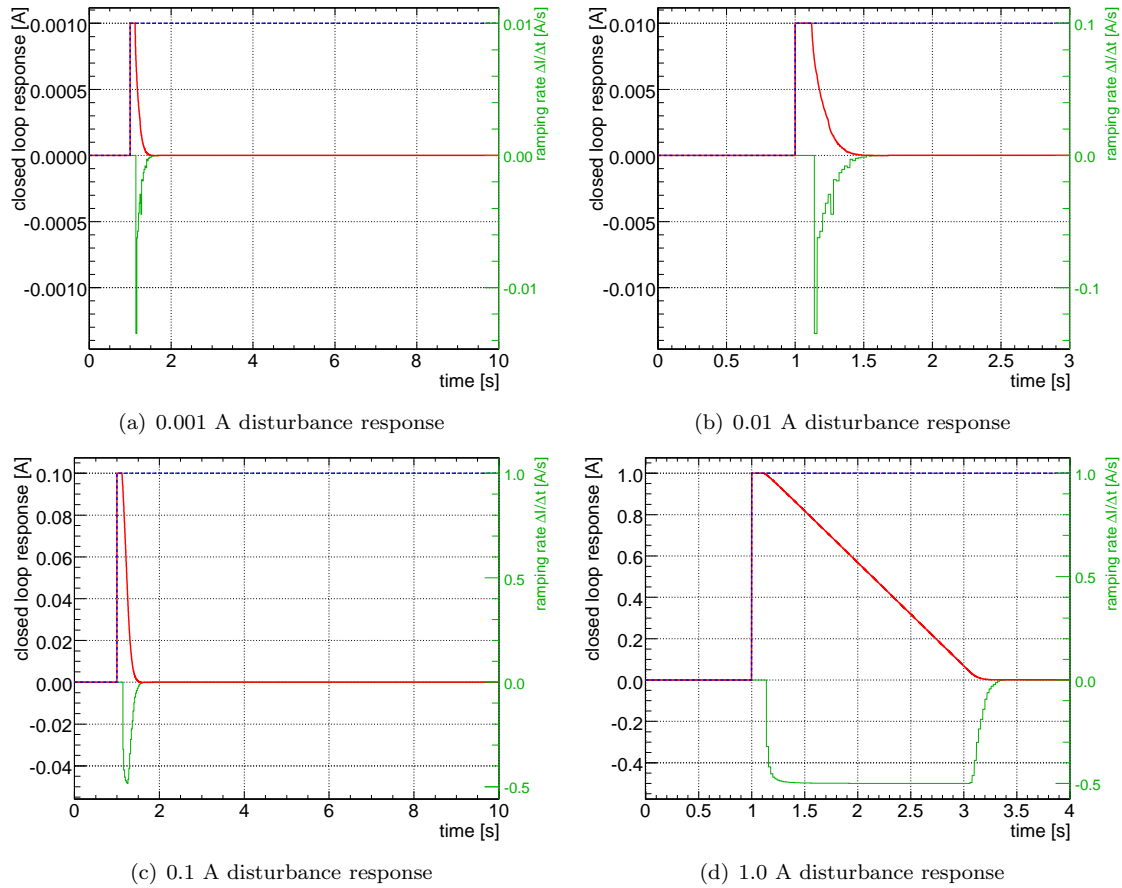 closed loop response [A]
0.0010
0.0005
0.0000
-0.0005
-0.0010
0.01
0.00
-0.01
ramping rate ΔI/Δt [A/s]
0 2 4 6 8 10
time [s]
(a) 0.001 A disturbance response
closed loop response [A]
0.010
0.005
0.000
-0.005
-0.010
0.1
0.0
-0.1
ramping rate ΔI/Δt [A/s]
0 0.5 1 1.5 2 2.5 3
time [s]
(b) 0.01 A disturbance response
closed loop response [A]
0.10
0.08
0.06
0.04
0.02
0.00
-0.02
-0.04
1.0
0.5
0.0
-0.5
ramping rate ΔI/Δt [A/s]
0 2 4 6 8 10
time [s]
(c) 0.1 A disturbance response
closed loop response [A]
1.0
0.8
0.6
0.4
0.2
0.0
-0.2
-0.4
1.0
0.5
0.0
-0.5
ramping rate ΔI/Δt [A/s]
0 0.5 1 1.5 2 2.5 3 3.5 4
time [s]
(d) 1.0 A disturbance response